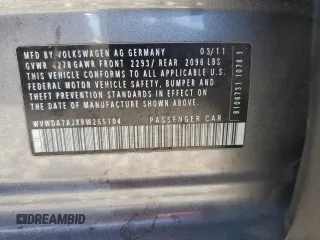 MFD BY VOLKSWAGEN AG GERMANY 03/11
GVWR 4278 GAWR FRONT 2293/ REAR 2096 LBS
THIS VEHICLE CONFORMS TO ALL APPLICABLE U.S.
FEDERAL MOTOR VEHICLE SAFETY, BUMPER AND
THEFT PREVENTION STANDARDS IN EFFECT ON THE
DATE OF MANUFACTURE SHOWN ABOVE.
PASSENGER CAR
DREAMBID